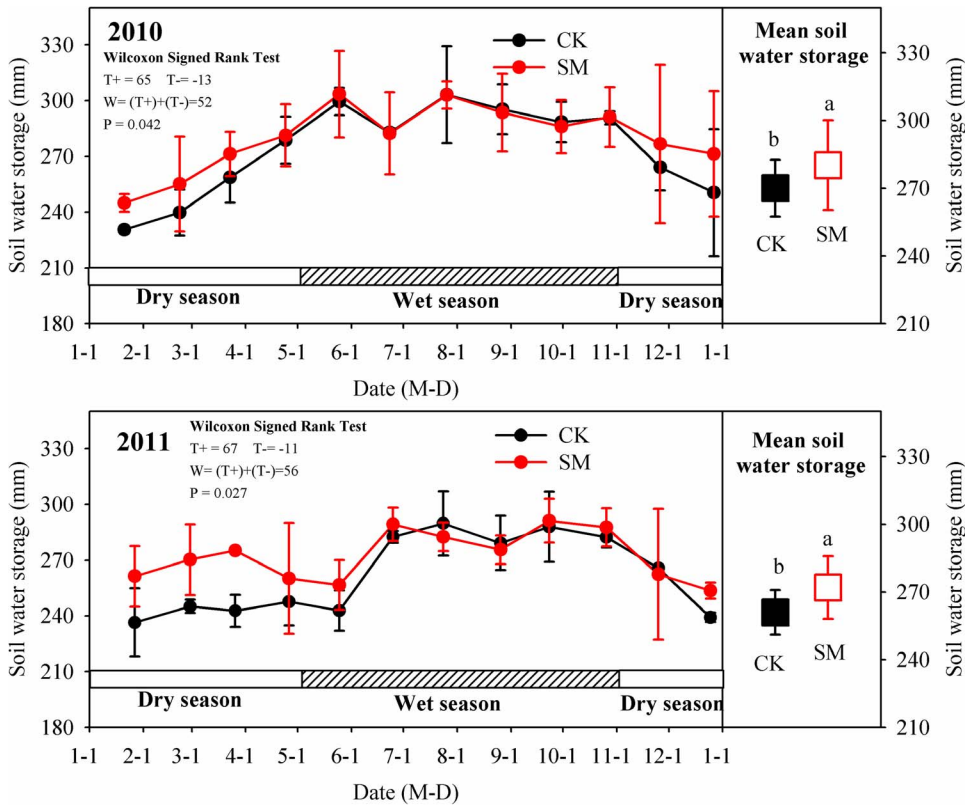 2010
Wilcoxon Signed Rank Test
T+ = 65 T-= -13
W= (T+)+(T-)=52
P = 0.042
CK
SM
Soil water storage (mm)
330
300
270
240
210
180
Dry season
Wet season
Dry season
1-1 2-1 3-1 4-1 5-1 6-1 7-1 8-1 9-1 10-1 11-1 12-1 1-1
Date (M-D)
Mean soil
water storage
b
a
CK
SM
330
300
270
240
210
Soil water storage (mm)
2011
Wilcoxon Signed Rank Test
T+ = 67 T-= -11
W= (T+)+(T-)=56
P = 0.027
CK
SM
Soil water storage (mm)
330
300
270
240
210
180
Dry season
Wet season
Dry season
1-1 2-1 3-1 4-1 5-1 6-1 7-1 8-1 9-1 10-1 11-1 12-1 1-1
Date (M-D)
Mean soil
water storage
b
a
CK
SM
330
300
270
240
210
Soil water storage (mm)